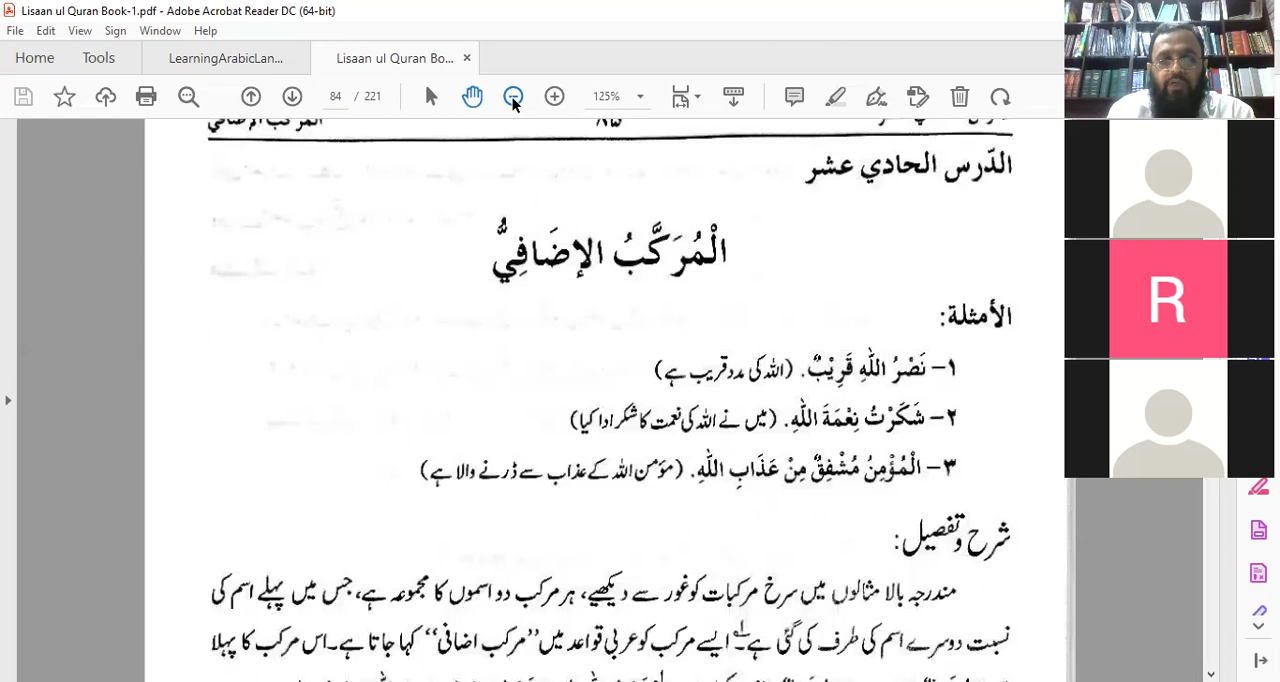 Lisaan ul Quran Book-1.pdf - Adobe Acrobat Reader DC (64-bit)
File Edit View Sign Window Help
Home Tools LearningArabicLan... Lisaan ul Quran Bo... ×
84 / 221 125%
R
المركب الإضافي ۸۵
الدّرس الحادي عشر
الْمُرَكَّبُ الإضَافِيُّ
الأمثلة:
١- نَصْرُ اللّٰهِ قَرِيْبٌ. (اللہ کی مدد قریب ہے)
٢- شَكَرْتُ نِعْمَةَ اللّٰهِ. (میں نے اللہ کی نعمت کا شکر ادا کیا)
٣- الْمُؤْمِنُ مُشْفِقٌ مِنْ عَذَابِ اللّٰهِ. (مؤمن اللہ کے عذاب سے ڈرنے والا ہے)
شرح و تفصیل:
مندرجہ بالا مثالوں میں سرخ مرکبات کو غور سے دیکھیے، ہر مرکب دو اسموں کا مجموعہ ہے، جس میں پہلے اسم کی
نسبت دوسرے اسم کی طرف کی گئی ہے۔ ایسے مرکب کو عربی قواعد میں ”مرکب اضافی“ کہا جاتا ہے۔ اس مرکب کا پہلا